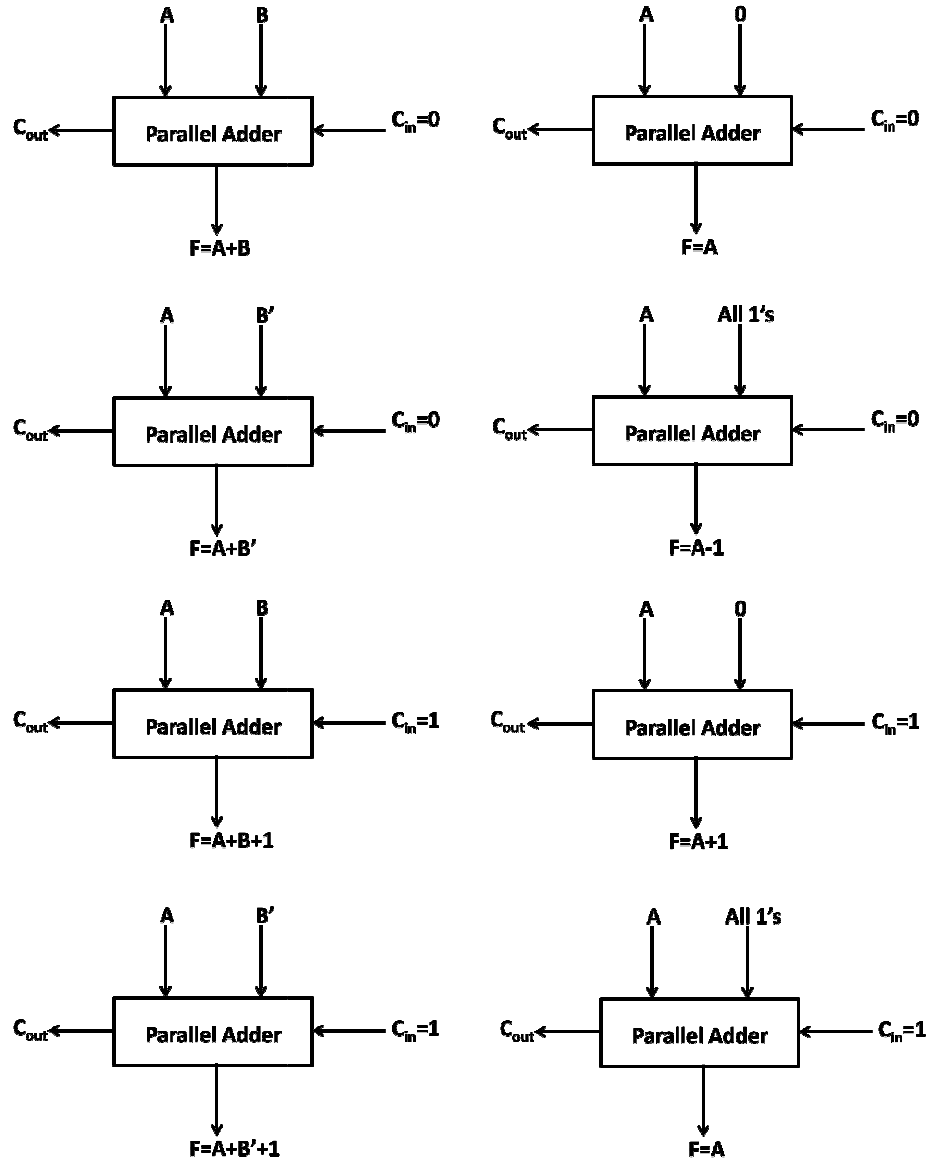 A B
Cout Parallel Adder Cin=0
F=A+B
A 0
Cout Parallel Adder Cin=0
F=A
A B’
Cout Parallel Adder Cin=0
F=A+B’
A All 1’s
Cout Parallel Adder Cin=0
F=A-1
A B
Cout Parallel Adder Cin=1
F=A+B+1
A 0
Cout Parallel Adder Cin=1
F=A+1
A B’
Cout Parallel Adder Cin=1
F=A+B’+1
A All 1’s
Cout Parallel Adder Cin=1
F=A